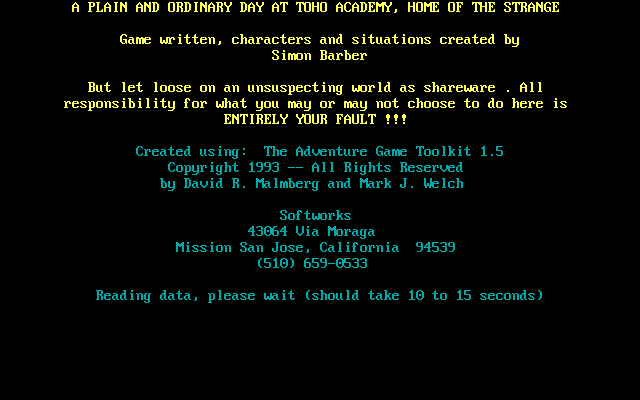 A PLAIN AND ORDINARY DAY AT TOHO ACADEMY, HOME OF THE STRANGE
Game written, characters and situations created by
Simon Barber
But let loose on an unsuspecting world as shareware . All
responsibility for what you may or may not choose to do here is
ENTIRELY YOUR FAULT !!!
Created using:  The Adventure Game Toolkit 1.5
Copyright 1993 -- All Rights Reserved
by David R. Malmberg and Mark J. Welch
Softworks
43064 Via Moraga
Mission San Jose, California  94539
(510) 659-0533
Reading data, please wait (should take 10 to 15 seconds)